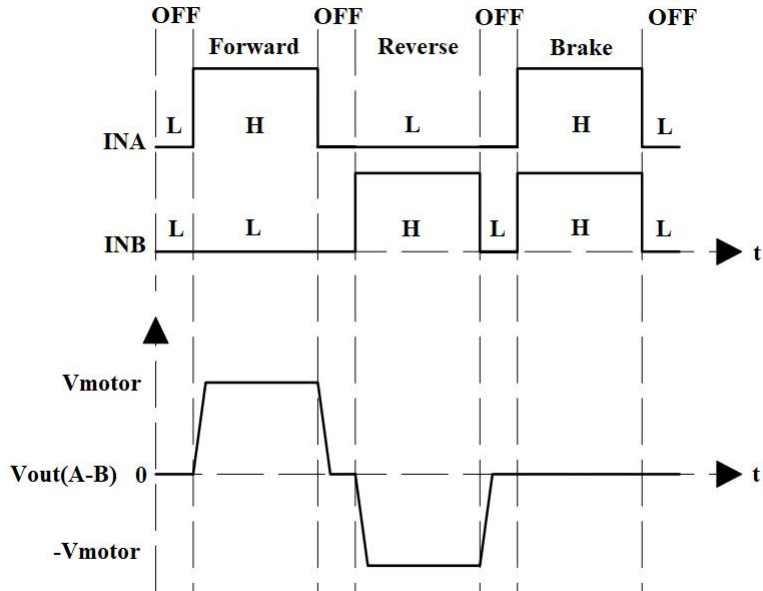 OFF OFF OFF OFF
Forward Reverse Brake
L H L H L
INA
L L H L H L
INB t
Vmotor
Vout(A-B) 0 t
-Vmotor